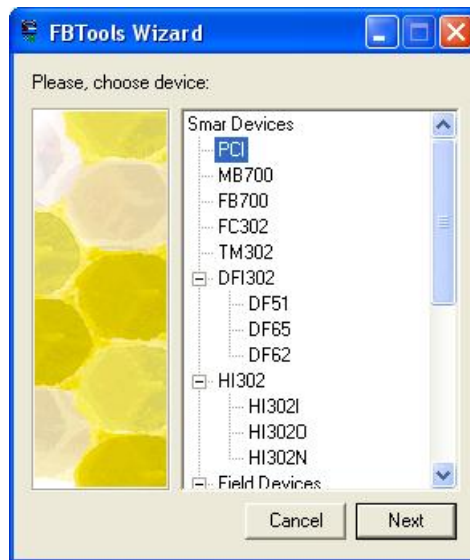 FBTools Wizard
Please, choose device:
Smar Devices
PCI
MB700
FB700
FC302
TM302
DFI302
DF51
DF65
DF62
HI302
HI302I
HI302O
HI302N
Field Devices
Cancel
Next